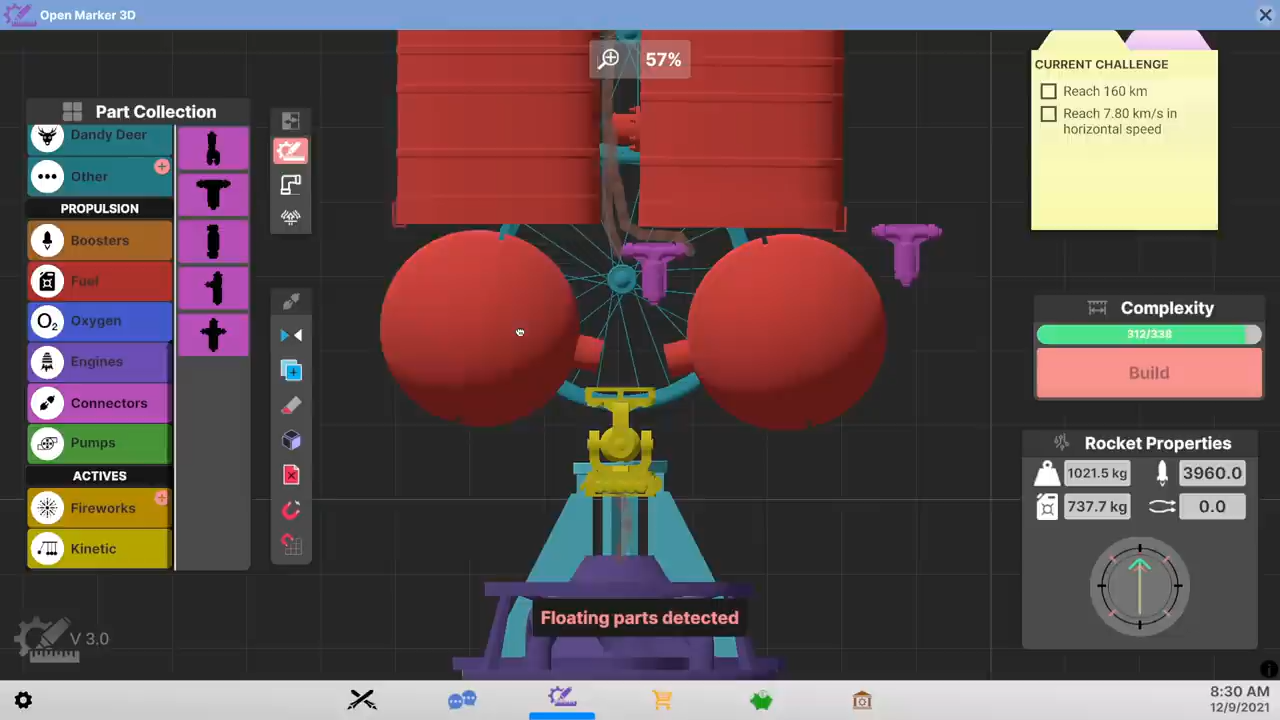 Open Marker 3D
57%
Part Collection
Dandy Deer
Other
PROPULSION
Boosters
Fuel
O2 Oxygen
Engines
Connectors
Pumps
ACTIVES
Fireworks
Kinetic
V 3.0
CURRENT CHALLENGE
Reach 160 km
Reach 7.80 km/s in
horizontal speed
Complexity
312/338
Build
Rocket Properties
1021.5 kg 3960.0
737.7 kg 0.0
Floating parts detected
8:30 AM
12/9/2021